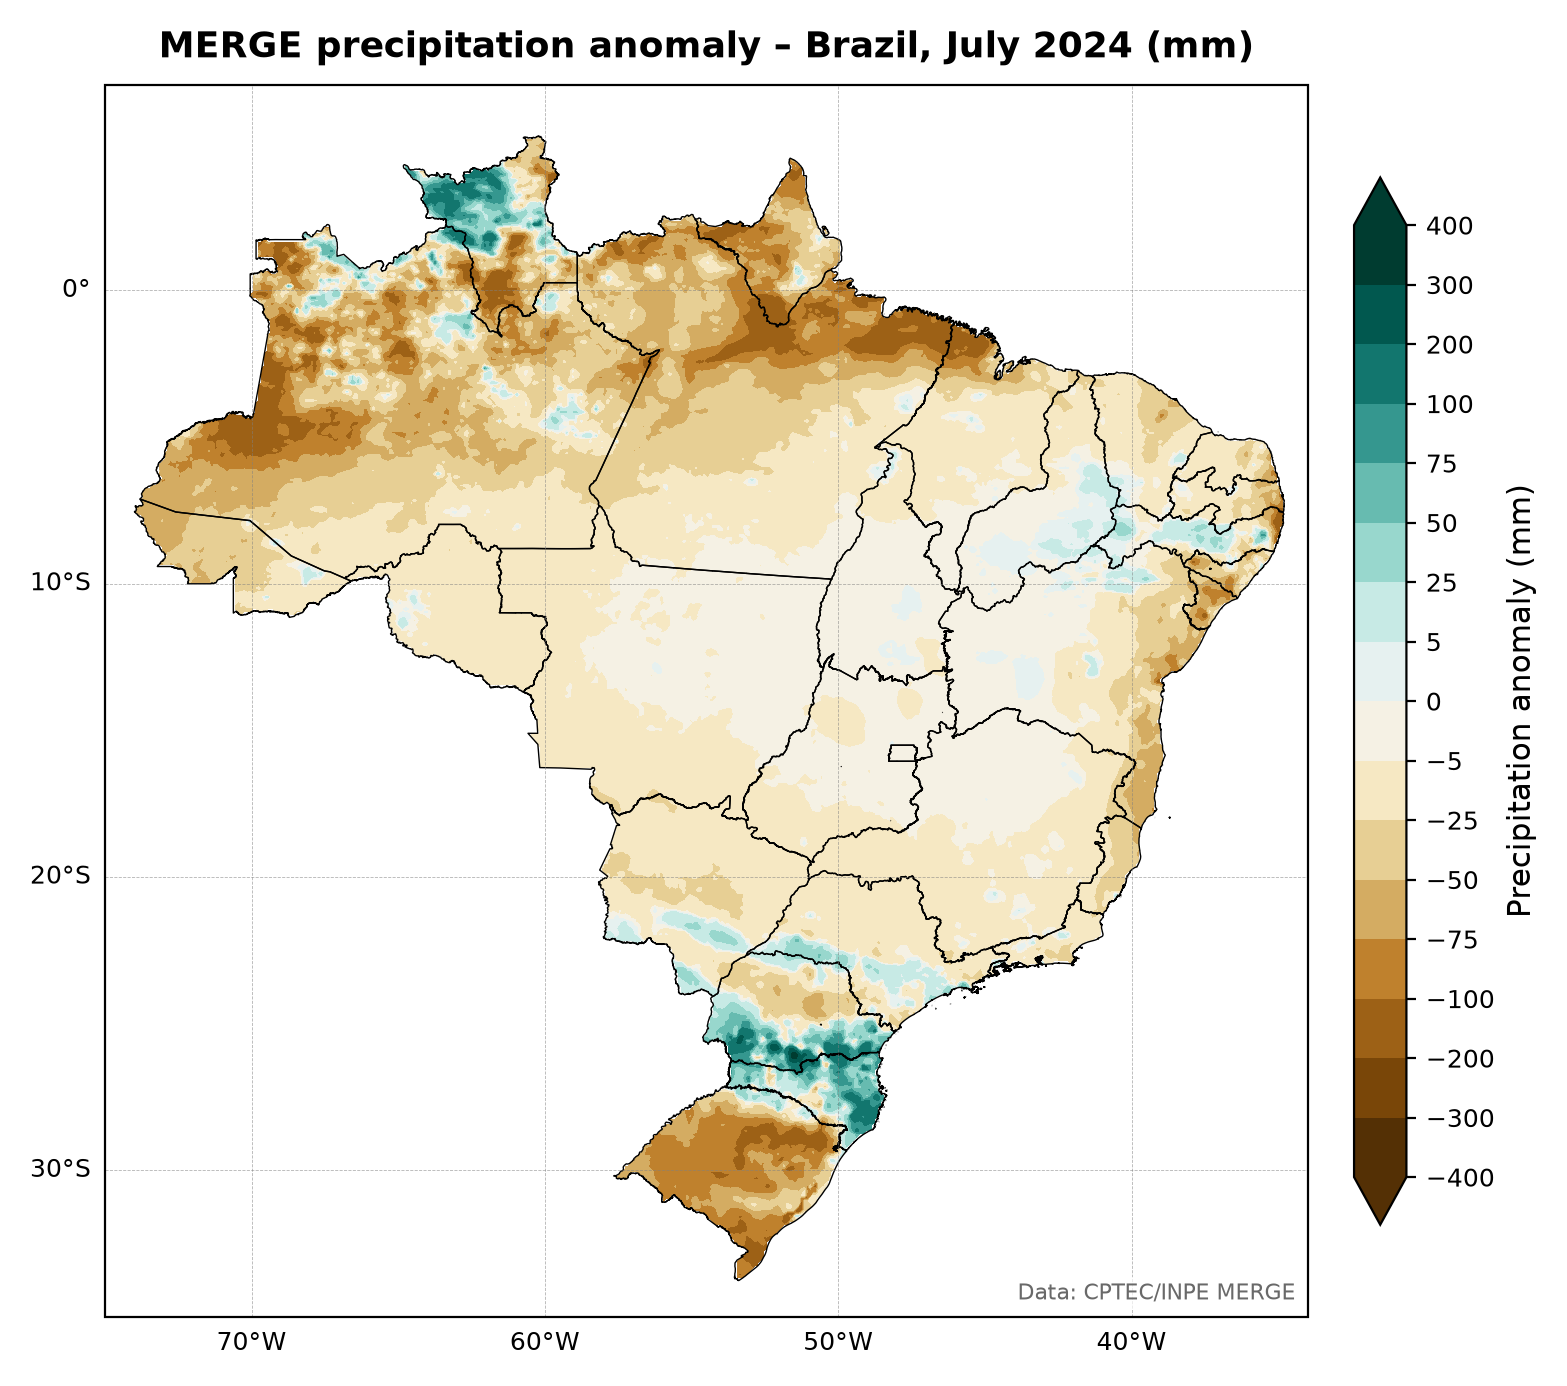 MERGE precipitation anomaly – Brazil, July 2024 (mm)
0°
10°S
20°S
30°S
70°W
60°W
50°W
40°W
Data: CPTEC/INPE MERGE
400
300
200
100
75
50
25
5
0
−5
−25
−50
−75
−100
−200
−300
−400
Precipitation anomaly (mm)